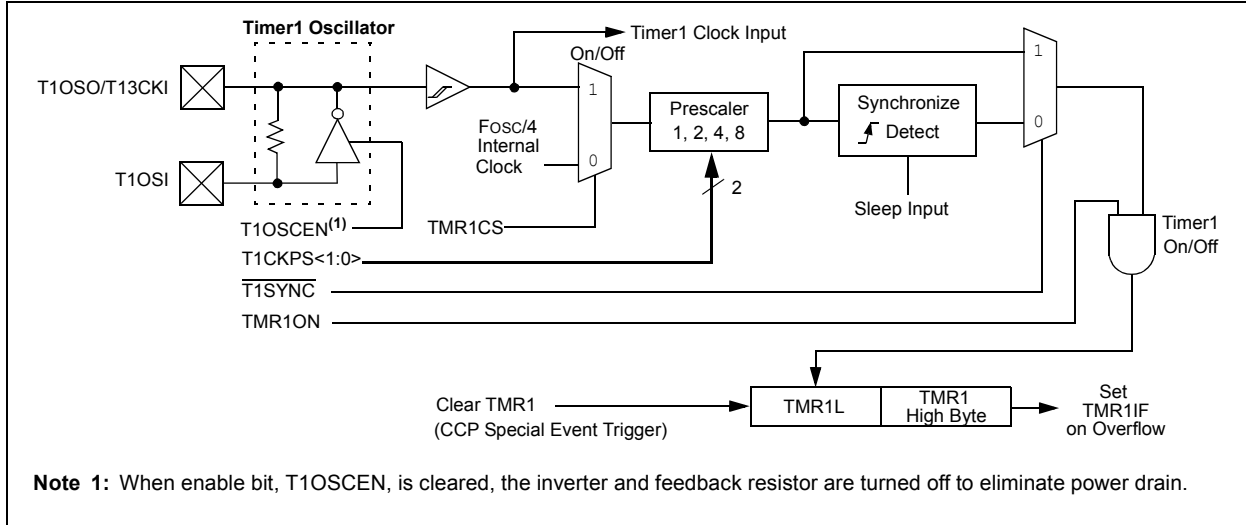 Timer1 Oscillator
Timer1 Clock Input
On/Off
T1OSO/T13CKI
1
1
Prescaler
1, 2, 4, 8
Synchronize
Detect
FOSC/4
Internal
Clock
0
0
T1OSI
2
Sleep Input
T1OSCEN(1)
TMR1CS
Timer1
On/Off
T1CKPS<1:0>
T1SYNC
TMR1ON
Clear TMR1
(CCP Special Event Trigger)
TMR1L
TMR1
High Byte
Set
TMR1IF
on Overflow
Note 1: When enable bit, T1OSCEN, is cleared, the inverter and feedback resistor are turned off to eliminate power drain.